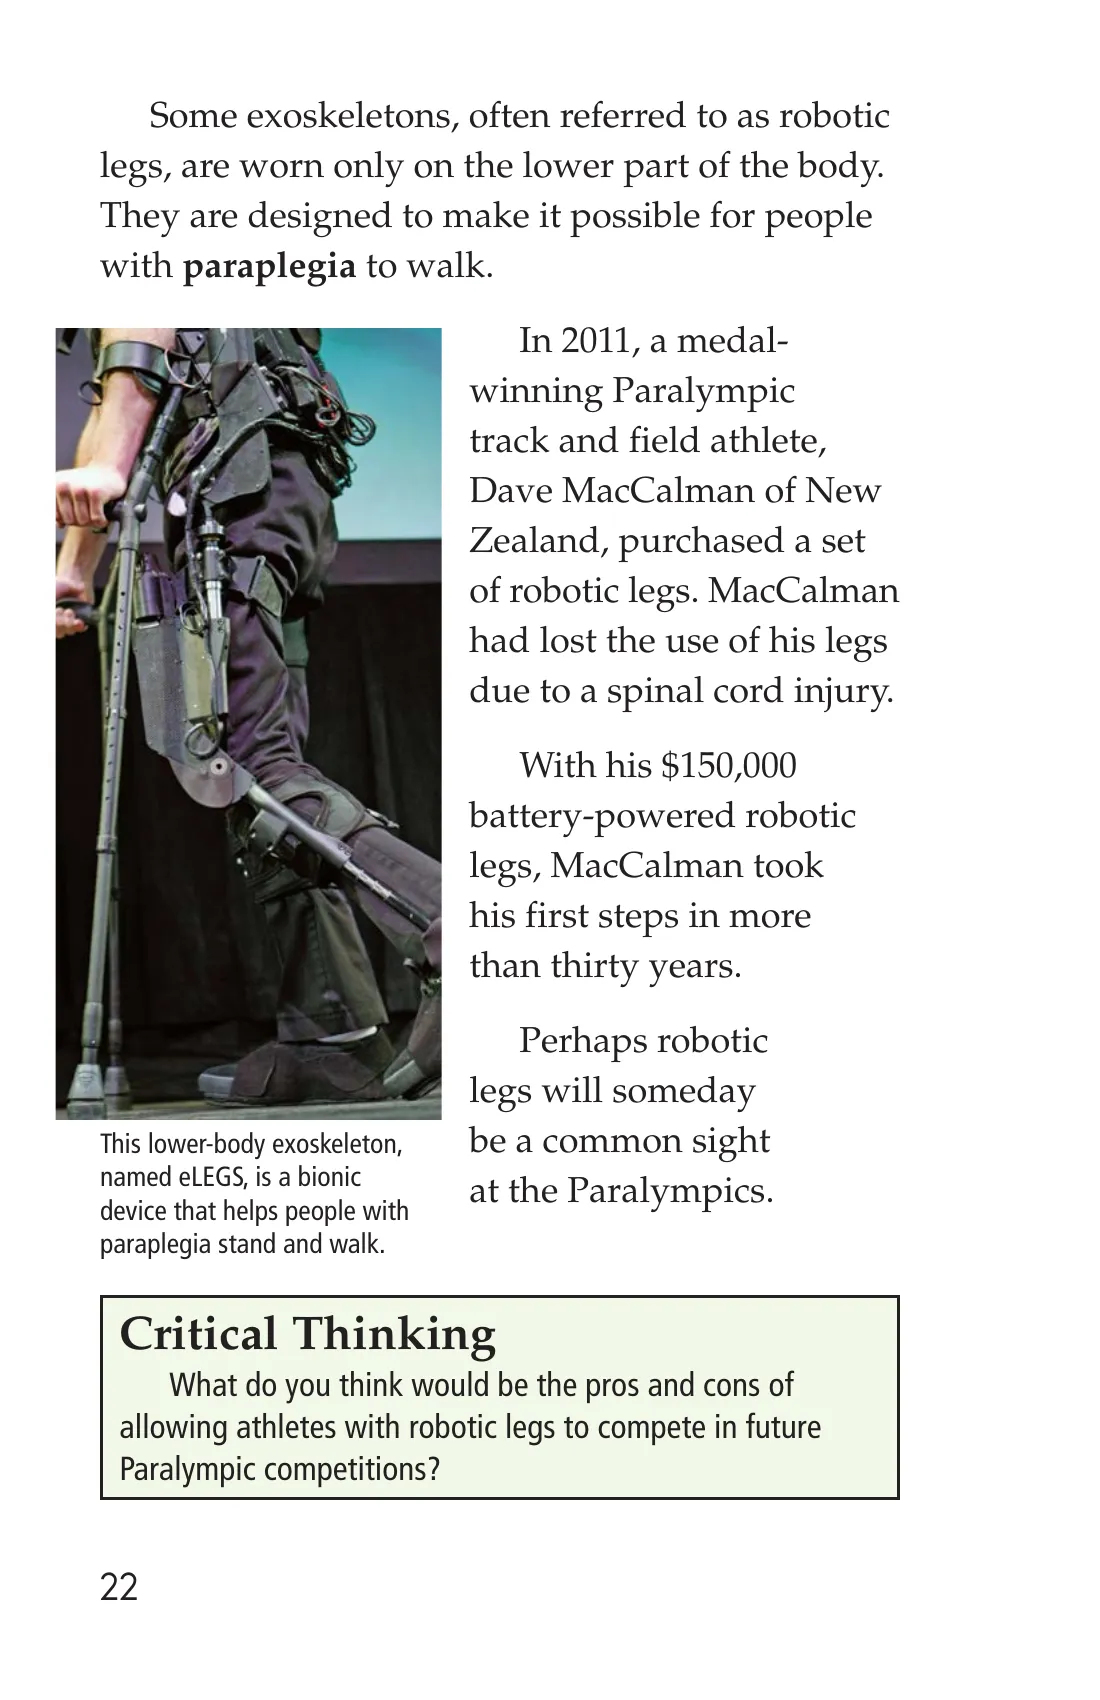 Some exoskeletons, often referred to as robotic
legs, are worn only on the lower part of the body.
They are designed to make it possible for people
with paraplegia to walk.
In 2011, a medal-
winning Paralympic
track and field athlete,
Dave MacCalman of New
Zealand, purchased a set
of robotic legs. MacCalman
had lost the use of his legs
due to a spinal cord injury.
With his $150,000
battery-powered robotic
legs, MacCalman took
his first steps in more
than thirty years.
Perhaps robotic
legs will someday
be a common sight
at the Paralympics.
This lower-body exoskeleton,
named eLEGS, is a bionic
device that helps people with
paraplegia stand and walk.
Critical Thinking
What do you think would be the pros and cons of
allowing athletes with robotic legs to compete in future
Paralympic competitions?
22